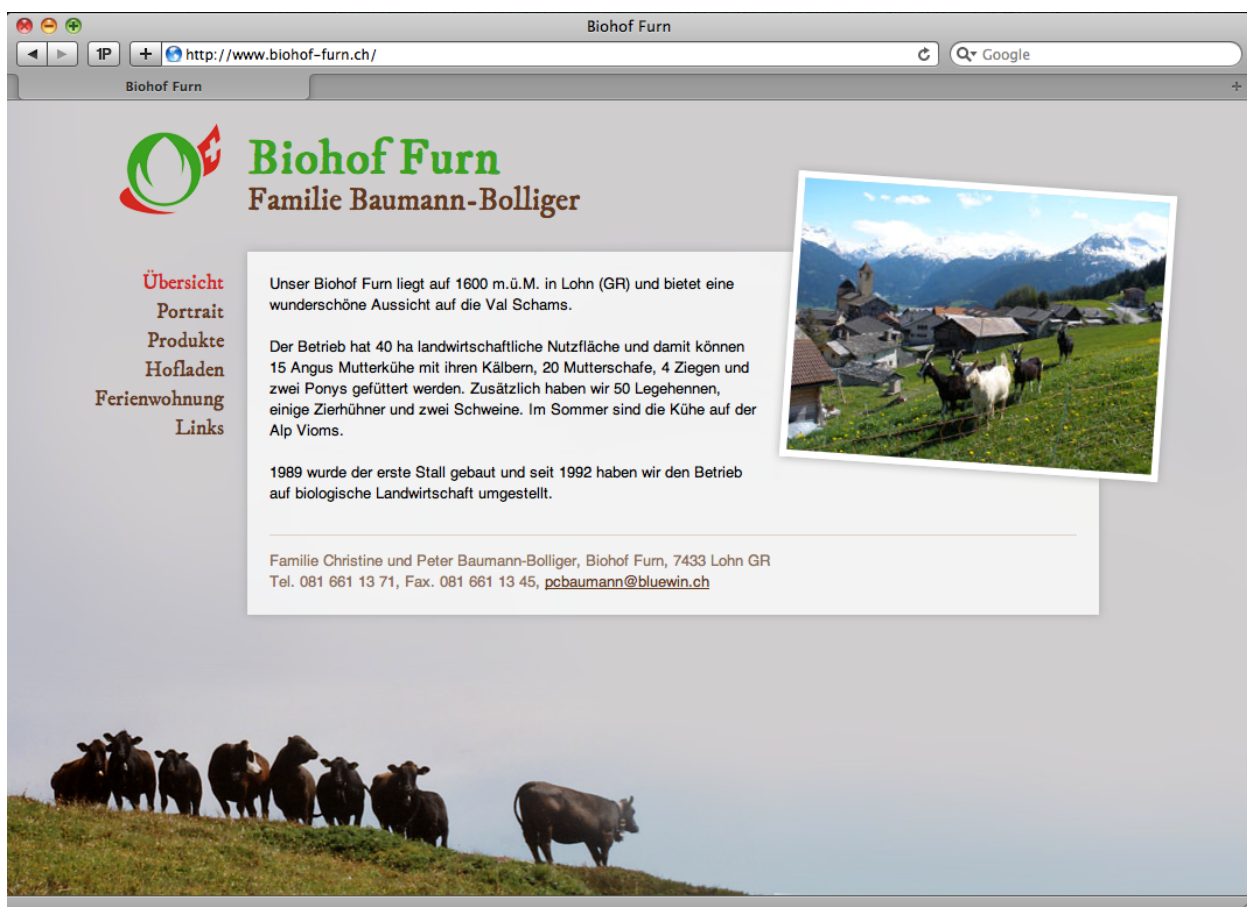 Biohof Furn
1P
+
http://www.biohof-furn.ch/
Google
Biohof Furn
Biohof Furn
Familie Baumann-Bolliger
Übersicht
Portrait
Produkte
Hofladen
Ferienwohnung
Links
Unser Biohof Furn liegt auf 1600 m.ü.M. in Lohn (GR) und bietet eine
wunderschöne Aussicht auf die Val Schams.
Der Betrieb hat 40 ha landwirtschaftliche Nutzfläche und damit können
15 Angus Mutterkühe mit ihren Kälbern, 20 Mutterschafe, 4 Ziegen und
zwei Ponys gefüttert werden. Zusätzlich haben wir 50 Legehennen,
einige Zierhühner und zwei Schweine. Im Sommer sind die Kühe auf der
Alp Vioms.
1989 wurde der erste Stall gebaut und seit 1992 haben wir den Betrieb
auf biologische Landwirtschaft umgestellt.
Familie Christine und Peter Baumann-Bolliger, Biohof Furn, 7433 Lohn GR
Tel. 081 661 13 71, Fax. 081 661 13 45, pcbaumann@bluewin.ch